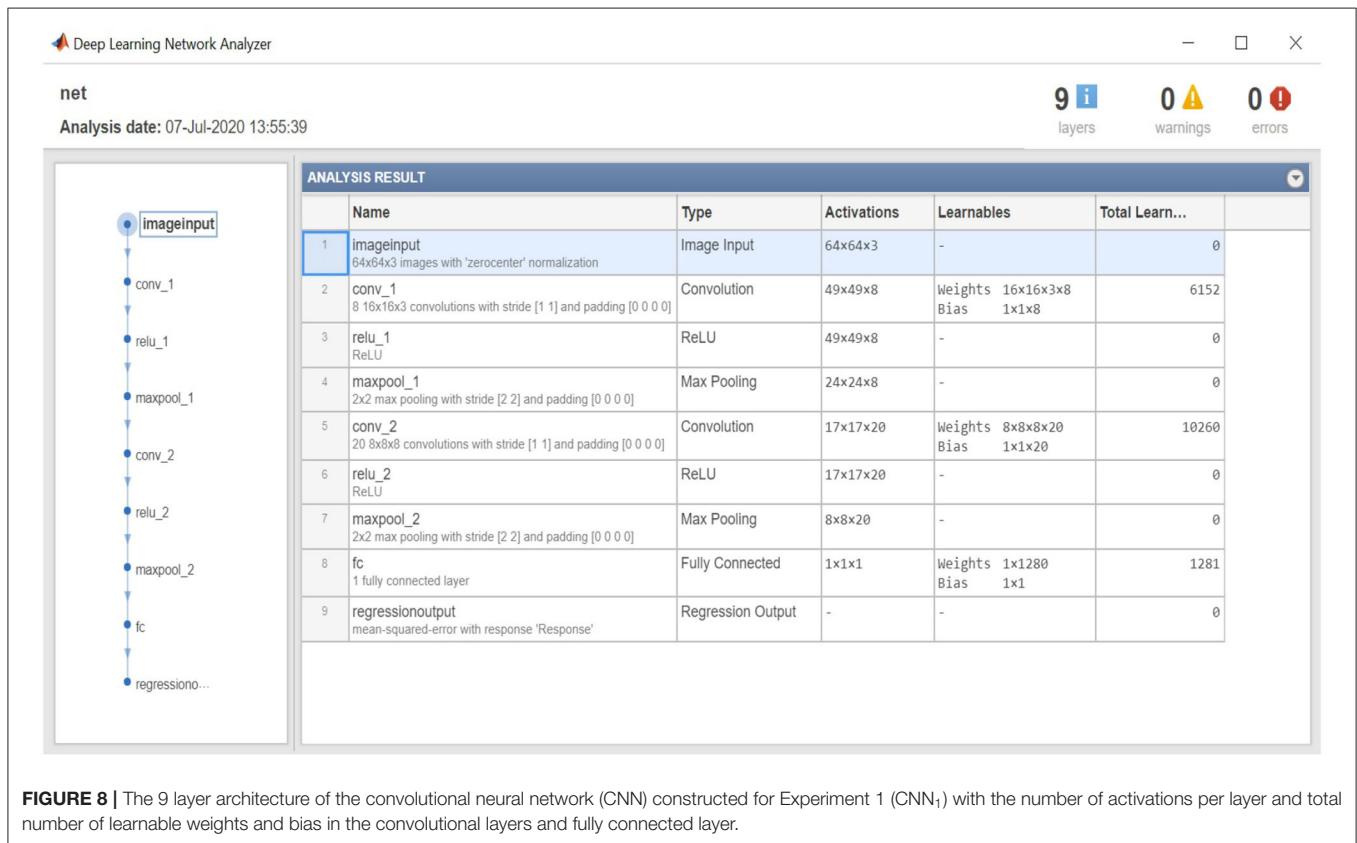 Deep Learning Network Analyzer
net
Analysis date: 07-Jul-2020 13:55:39
9 layers
0 warnings
0 errors
imageinput
conv_1
relu_1
maxpool_1
conv_2
relu_2
maxpool_2
fc
regressiono...
ANALYSIS RESULT
Name Type Activations Learnables Total Learn...
1 imageinput Image Input 64×64×3 - 0
64x64x3 images with 'zerocenter' normalization
2 conv_1 Convolution 49×49×8 Weights 16×16×3×8 6152
8 16x16x3 convolutions with stride [1 1] and padding [0 0 0 0] Bias 1×1×8
3 relu_1 ReLU 49×49×8 - 0
ReLU
4 maxpool_1 Max Pooling 24×24×8 - 0
2x2 max pooling with stride [2 2] and padding [0 0 0 0]
5 conv_2 Convolution 17×17×20 Weights 8×8×8×20 10260
20 8x8x8 convolutions with stride [1 1] and padding [0 0 0 0] Bias 1×1×20
6 relu_2 ReLU 17×17×20 - 0
ReLU
7 maxpool_2 Max Pooling 8×8×20 - 0
2x2 max pooling with stride [2 2] and padding [0 0 0 0]
8 fc Fully Connected 1×1×1 Weights 1×1280 1281
1 fully connected layer Bias 1×1
9 regressionoutput Regression Output - - 0
mean-squared-error with response 'Response'
FIGURE 8 | The 9 layer architecture of the convolutional neural network (CNN) constructed for Experiment 1 (CNN₁) with the number of activations per layer and total
number of learnable weights and bias in the convolutional layers and fully connected layer.